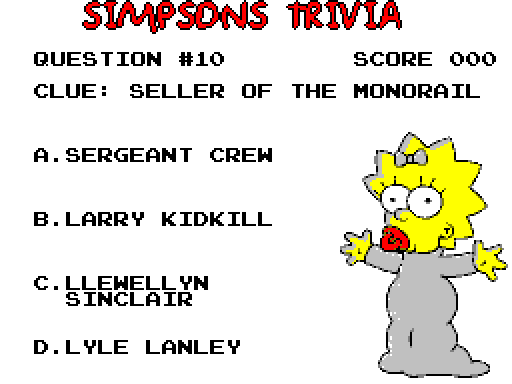 SIMPSONS TRIVIA
QUESTION #10 SCORE 000
CLUE: SELLER OF THE MONORAIL
A.SERGEANT CREW
B.LARRY KIDKILL
C.LLEWELLYN
SINCLAIR
D.LYLE LANLEY